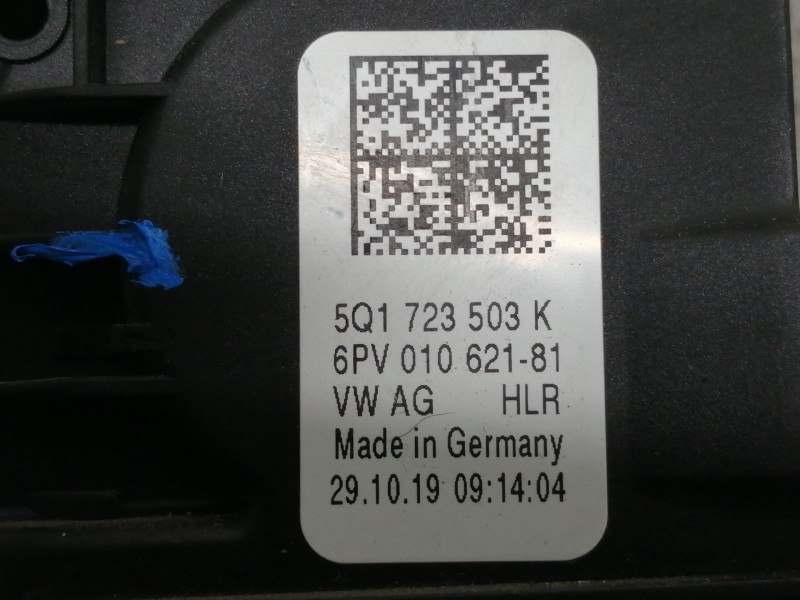 5Q1 723 503 K
6PV 010 621-81
VW AG HLR
Made in Germany
29.10.19 09:14:04